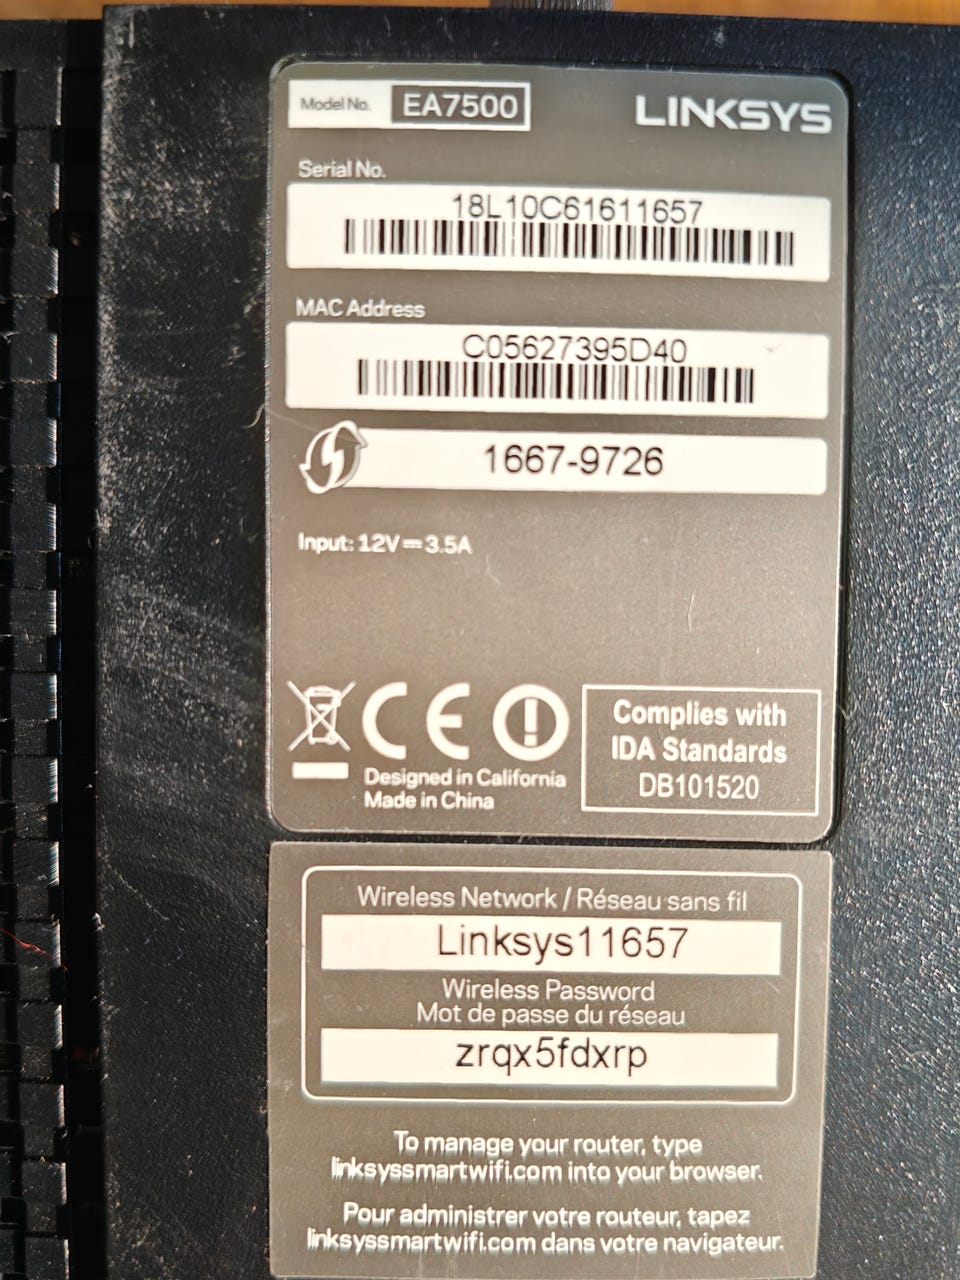 Model No. EA7500 LINKSYS
Serial No.
18L10C61611657
MAC Address
C05627395D40
1667-9726
Input: 12V⎓3.5A
CE
Complies with
IDA Standards
DB101520
Designed in California
Made in China
Wireless Network / Réseau sans fil
Linksys11657
Wireless Password
Mot de passe du réseau
zrqx5fdxrp
To manage your router, type
linksyssmartwifi.com into your browser.
Pour administrer votre routeur, tapez
linksyssmartwifi.com dans votre navigateur.